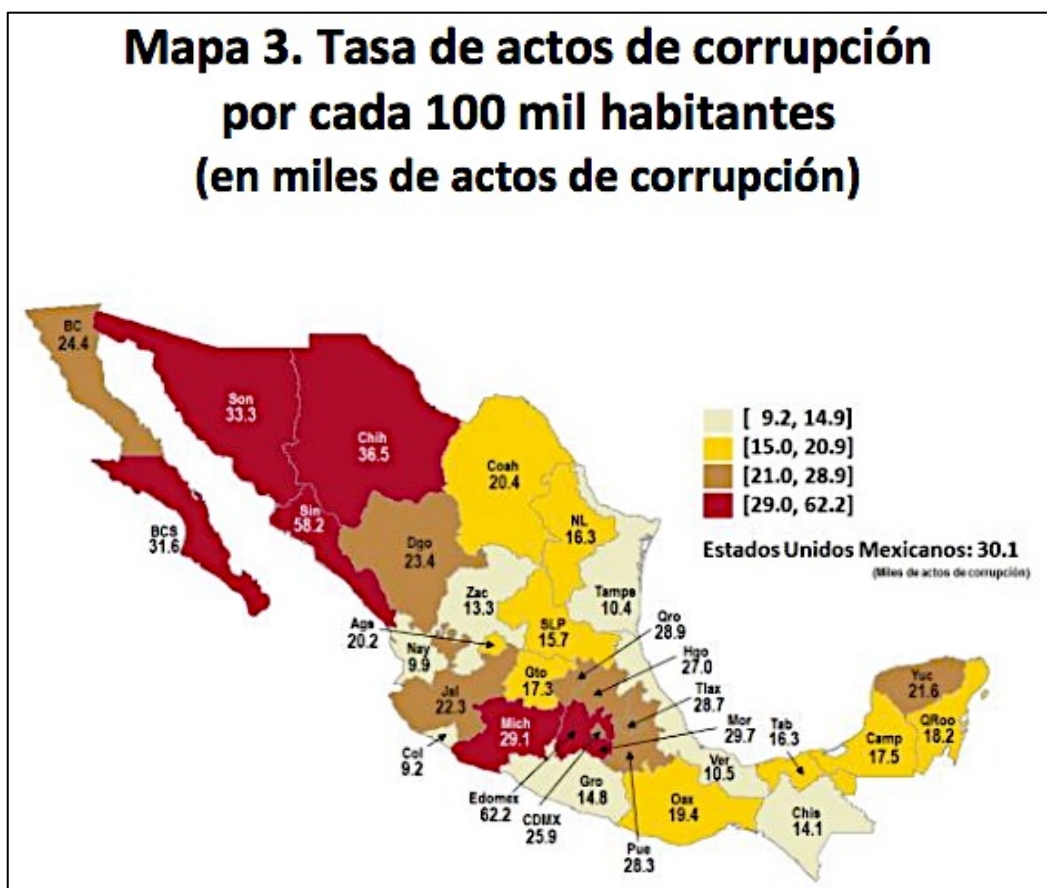 Mapa 3. Tasa de actos de corrupción
por cada 100 mil habitantes
(en miles de actos de corrupción)
BC
24.4
Son
33.3
Chih
36.5
Coah
20.4
[ 9.2, 14.9]
[15.0, 20.9]
[21.0, 28.9]
[29.0, 62.2]
Estados Unidos Mexicanos: 30.1
(Miles de actos de corrupción)
BCS
31.6
Sin
58.2
Dgo
23.4
NL
16.3
Zac
13.3
Tamps
10.4
Ags
20.2
SLP
15.7
Qro
28.9
Nay
9.9
Hgo
27.0
Gto
17.3
Tlax
28.7
Jal
22.3
Mich
29.1
Mor
29.7
Tab
16.3
Yuc
21.6
QRoo
18.2
Camp
17.5
Col
9.2
Ver
10.5
Edomex
62.2
CDMX
25.9
Gro
14.8
Oax
19.4
Chis
14.1
Pue
28.3